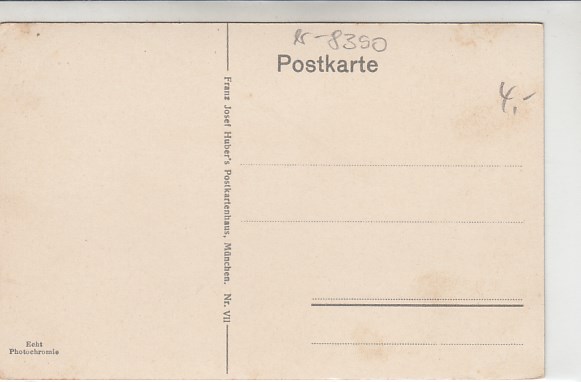 8390
Postkarte
4,-
Franz Josef Huber's Postkartenhaus, München. Nr. VII
Echt
Photochromie